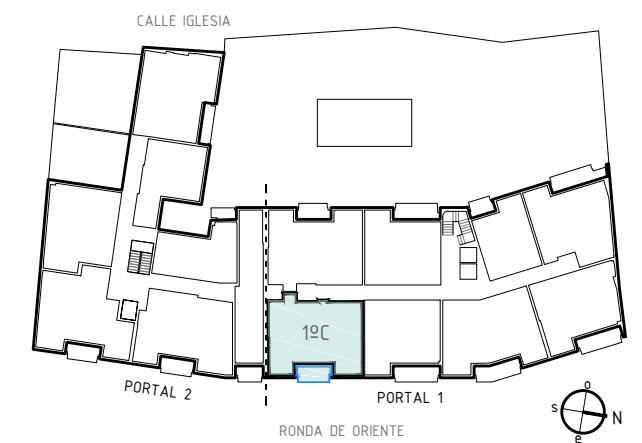 CALLE IGLESIA
1ºC
PORTAL 2
PORTAL 1
RONDA DE ORIENTE
o
s
N
e